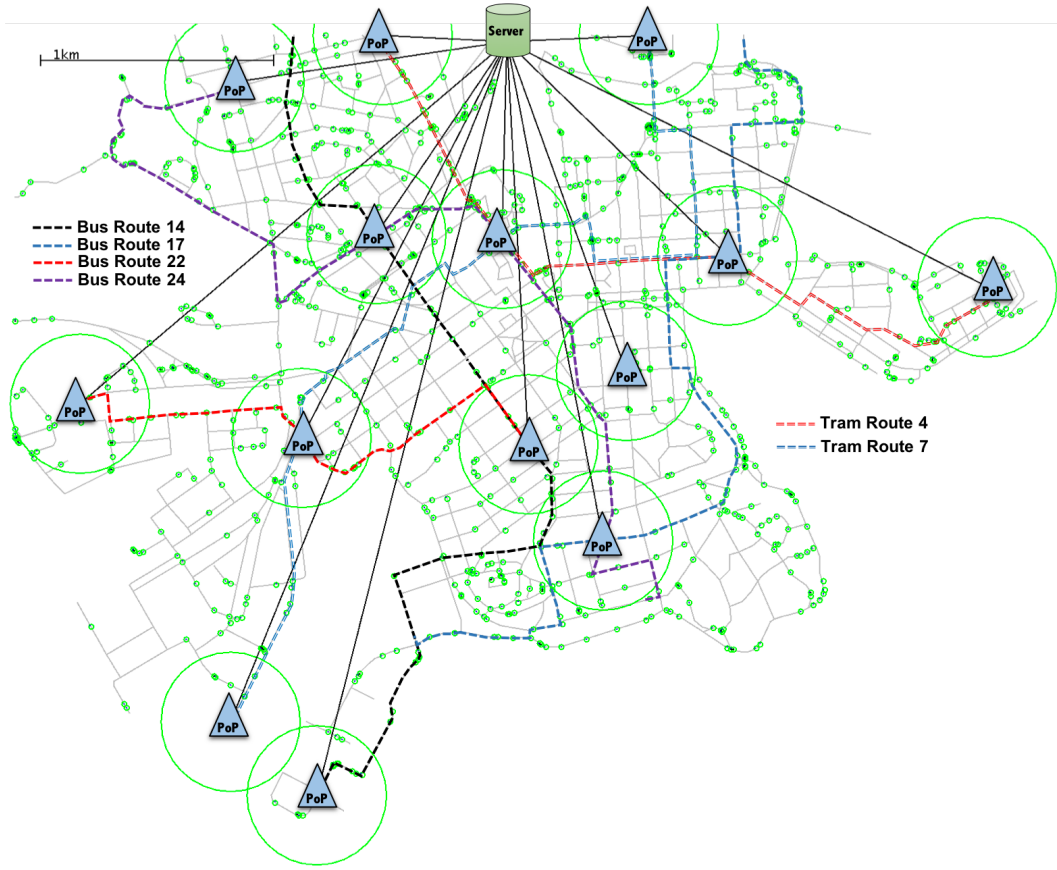 Server
PoP
PoP
1km
PoP
Bus Route 14
Bus Route 17
Bus Route 22
Bus Route 24
PoP
PoP
PoP
PoP
PoP
PoP
Tram Route 4
Tram Route 7
PoP
PoP
PoP
PoP
PoP